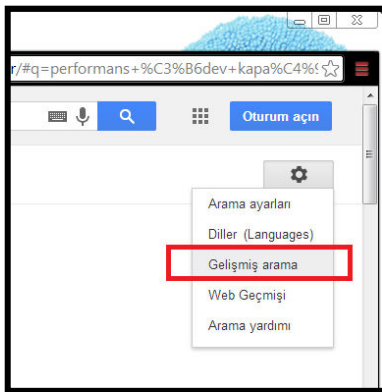 r/#q=performans+%C3%B6dev+kapa%C4%9
Oturum açın
Arama ayarları
Diller (Languages)
Gelişmiş arama
Web Geçmişi
Arama yardımı